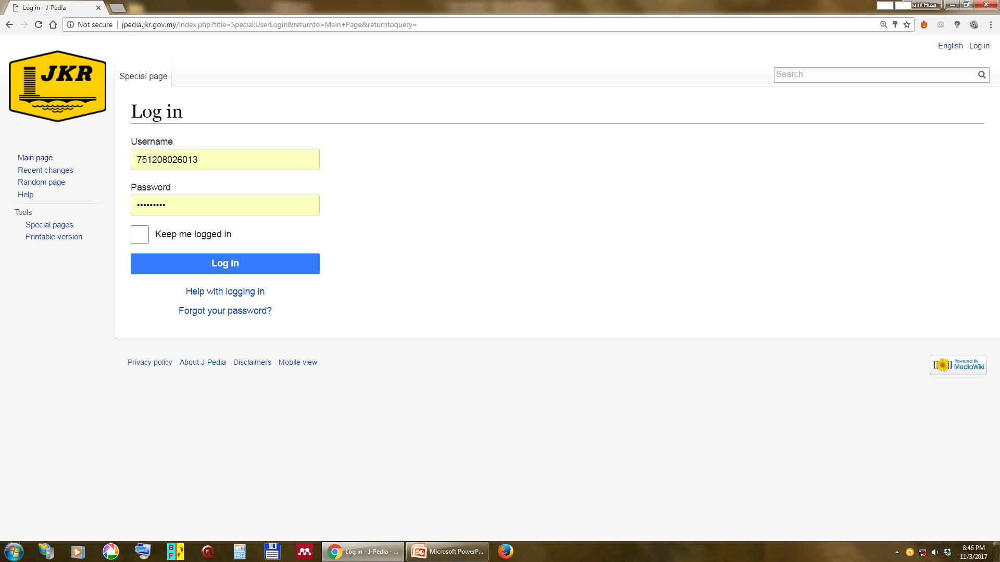 Log in - J-Pedia
Hizar
Not secure
jpedia.jkr.gov.my/index.php?title=Special:UserLogin&returnto=Main+Page&returntoquery=
English
Log in
JKR
Special page
Search
Log in
Username
751208026013
Password
•••••••••
Keep me logged in
Log in
Help with logging in
Forgot your password?
Main page
Recent changes
Random page
Help
Tools
Special pages
Printable version
Privacy policy
About J-Pedia
Disclaimers
Mobile view
Powered By
MediaWiki
B
F
Log in - J-Pedia - ...
Microsoft PowerP...
8:46 PM
11/3/2017